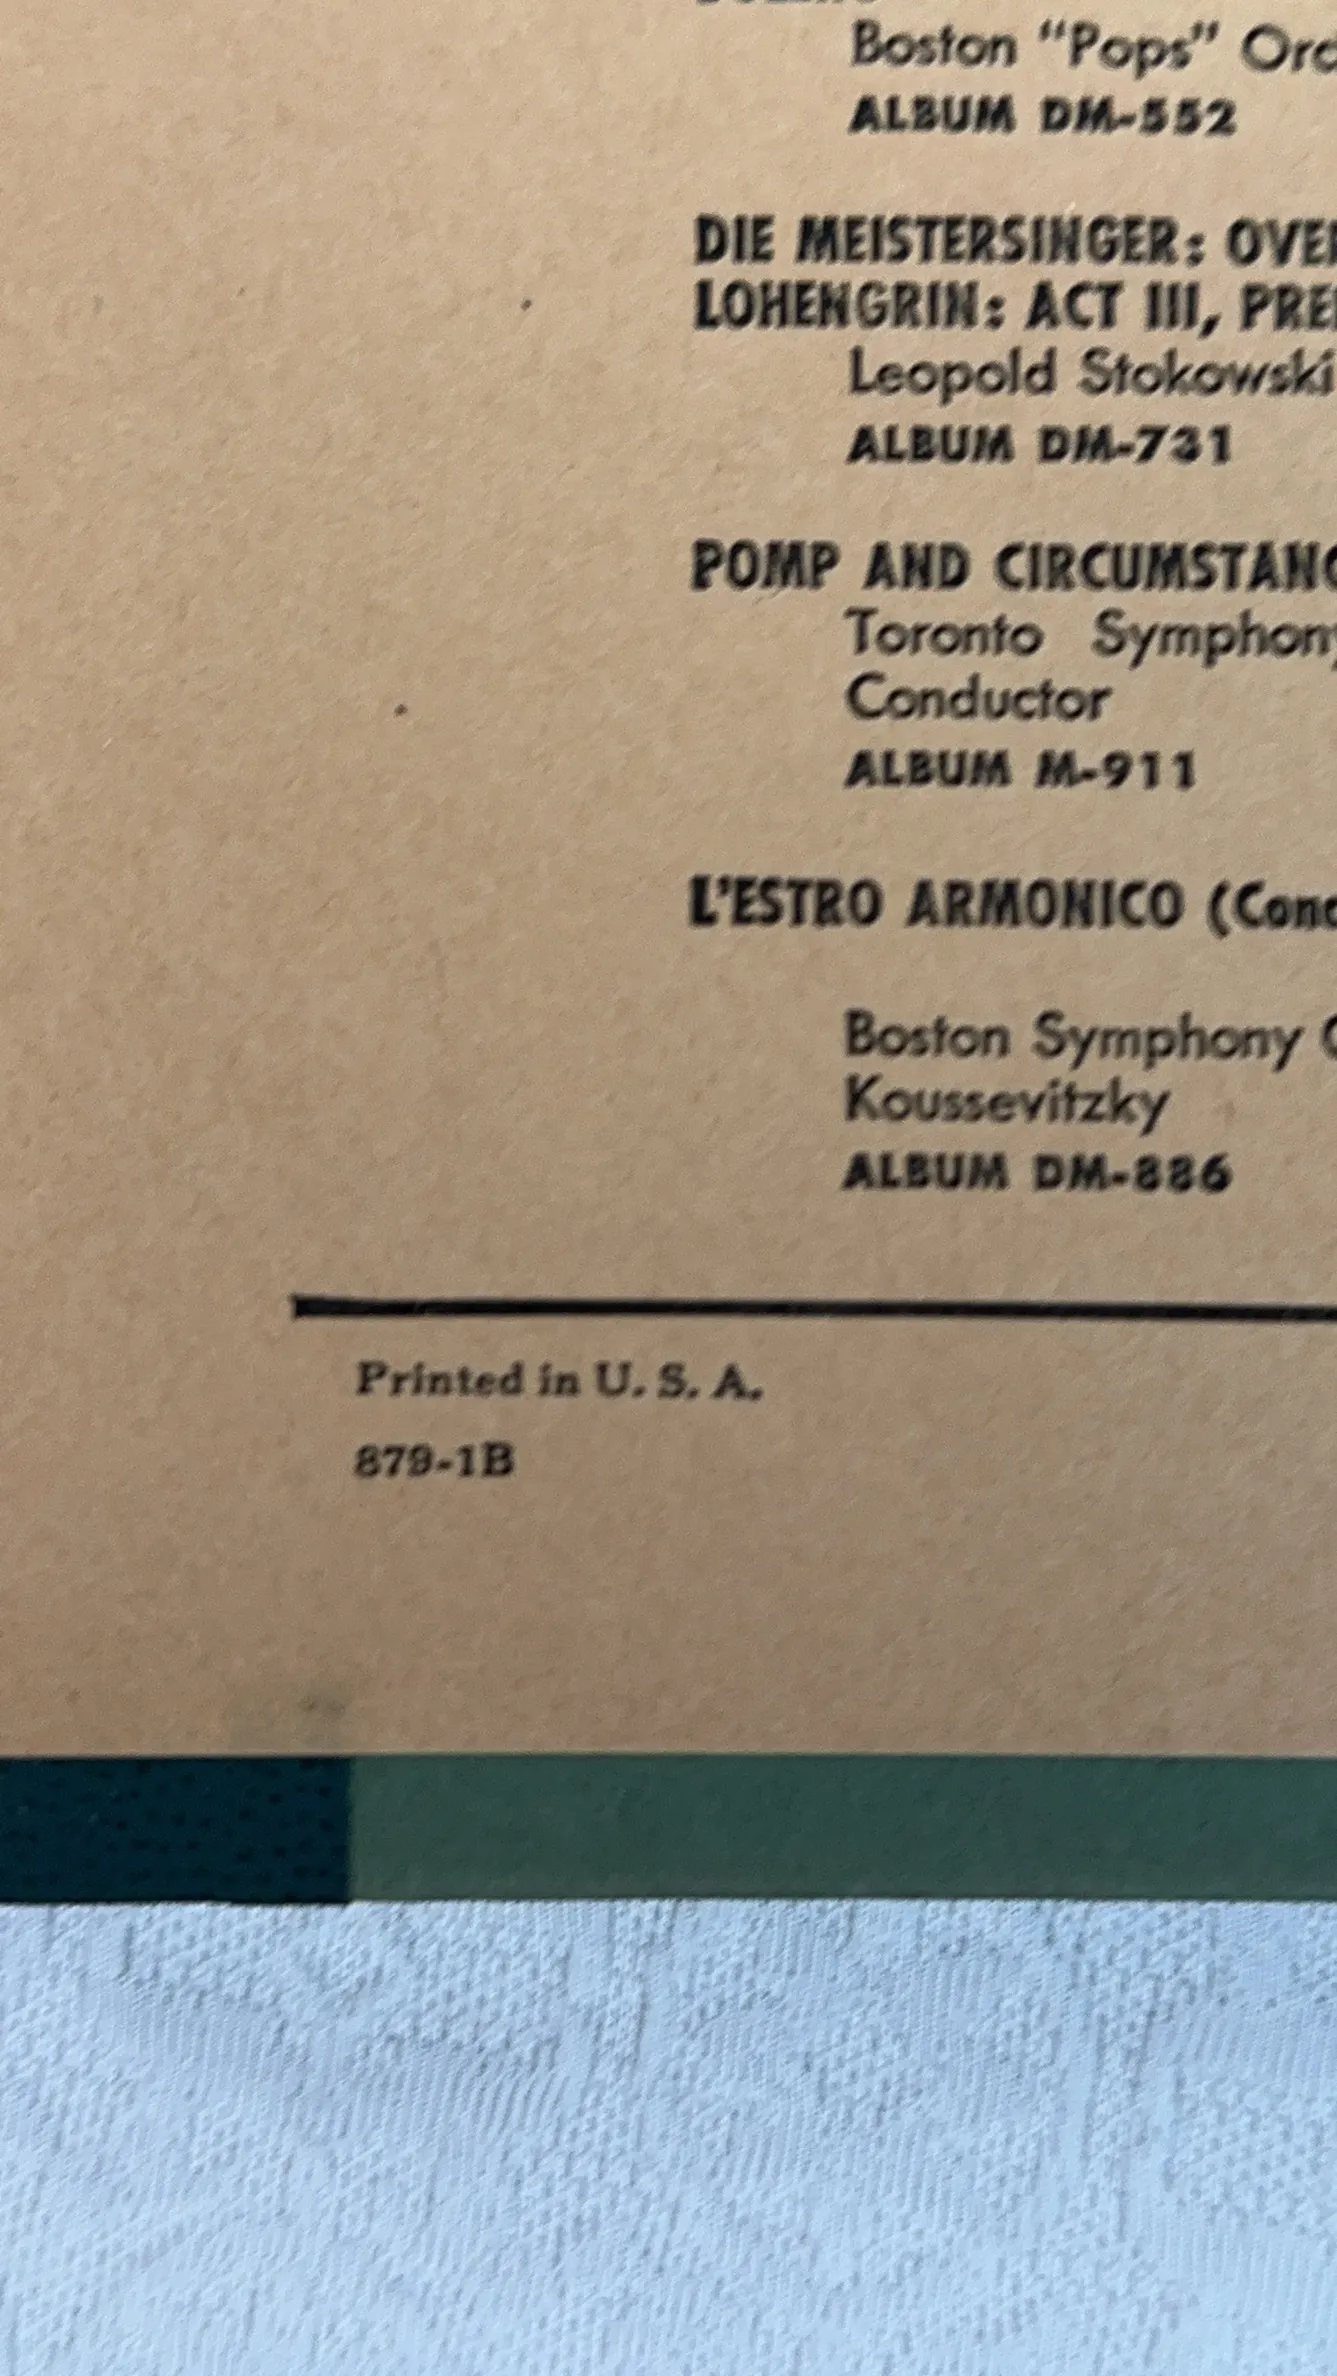 Boston "Pops"
ALBUM DM-552
DIE MEISTERSINGER:
LOHENGRIN: ACT III,
Leopold Stokowski
ALBUM DM-731
POMP AND
Toronto Symphony
Conductor
ALBUM M-911
L'ESTRO ARMONICO
Boston Symphony
Koussevitzky
ALBUM DM-886
Printed in U. S. A.
879-1B